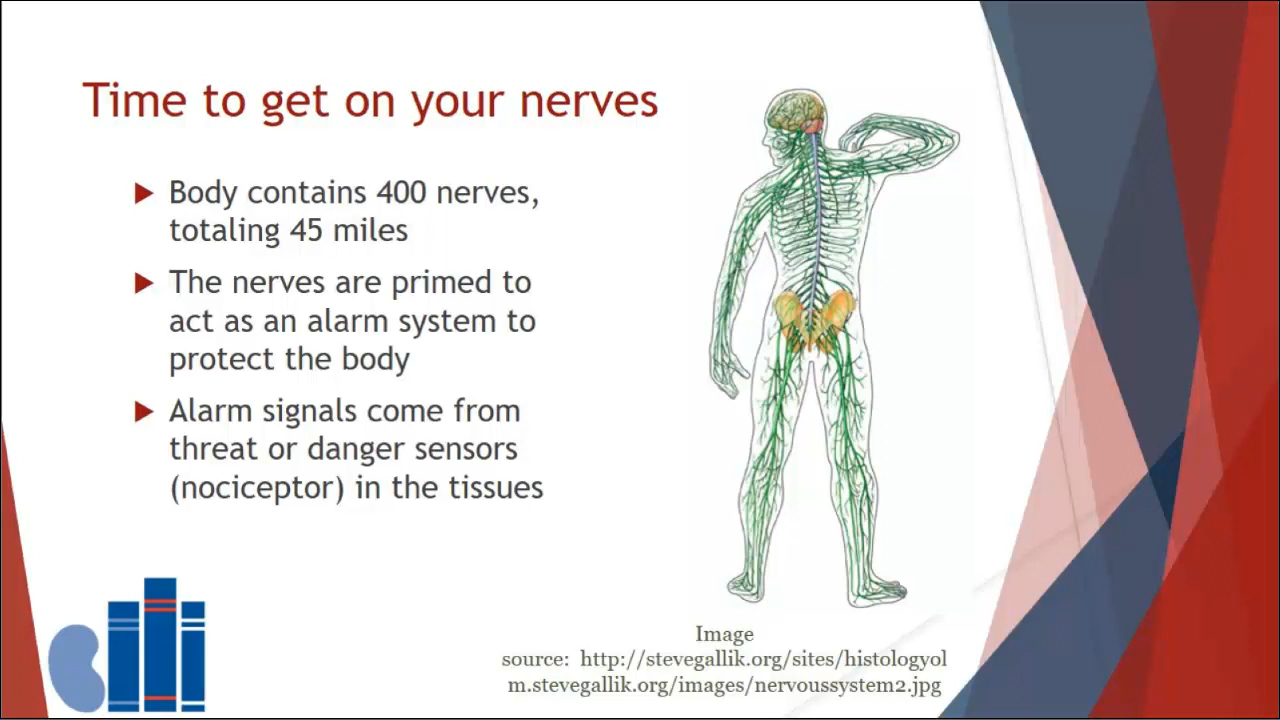 Time to get on your nerves
Body contains 400 nerves,
totaling 45 miles
The nerves are primed to
act as an alarm system to
protect the body
Alarm signals come from
threat or danger sensors
(nociceptor) in the tissues
Image
source:  http://stevegallik.org/sites/histologyol
m.stevegallik.org/images/nervoussystem2.jpg